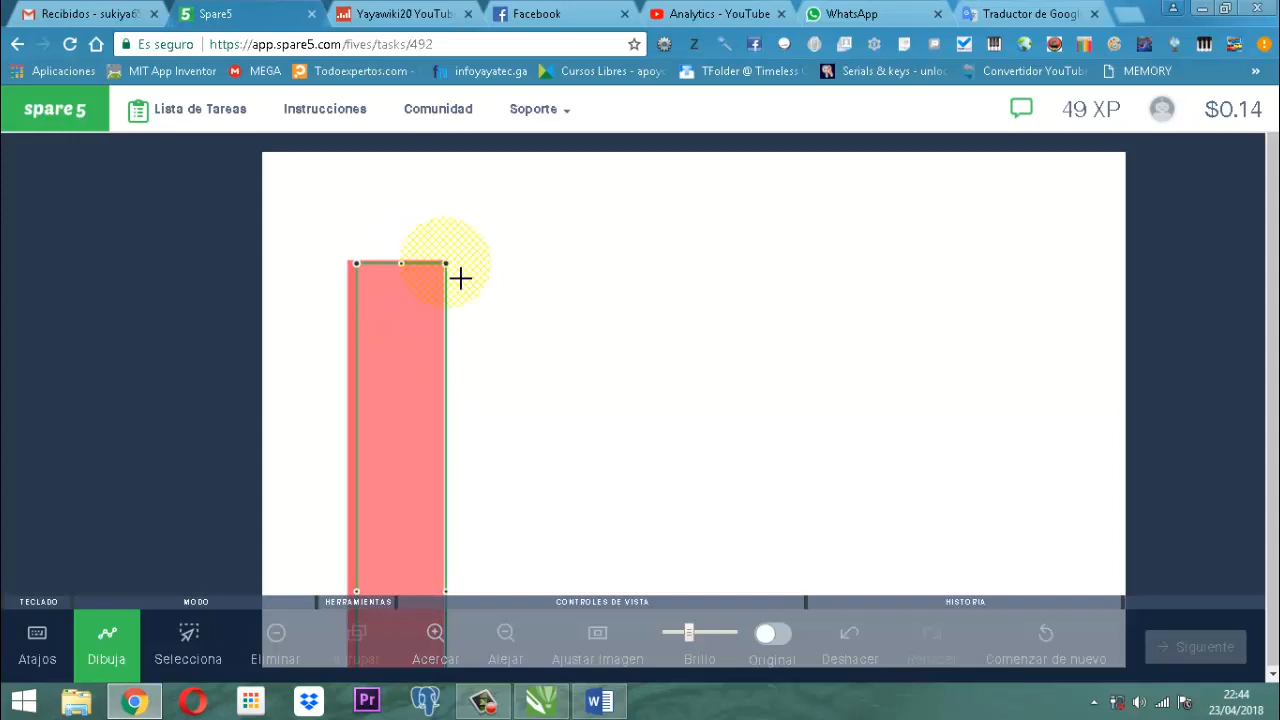 Recibidos - sukiya6
Spare5
Yayawiki20 YouTub
Facebook
Analytics - YouTube
WhatsApp
Traductor de Googl
Es seguro
https://app.spare5.com/fives/tasks/492
Aplicaciones
MIT App Inventor
MEGA
Todoexpertos.com -
infoyayatec.ga
Cursos Libres - apoy
TFolder @ Timeless
Serials & keys - unlo
Convertidor YouTub
MEMORY
»
spare5
Lista de Tareas
Instrucciones
Comunidad
Soporte
49 XP
$0.14
TECLADO
MODO
HERRAMIENTAS
CONTROLES DE VISTA
HISTORIA
Atajos
Dibuja
Selecciona
Eliminar
Acercar
Alejar
Ajustar Imagen
Brillo
Original
Deshacer
Comenzar de nuevo
Siguiente
Pr
22:44
23/04/2018